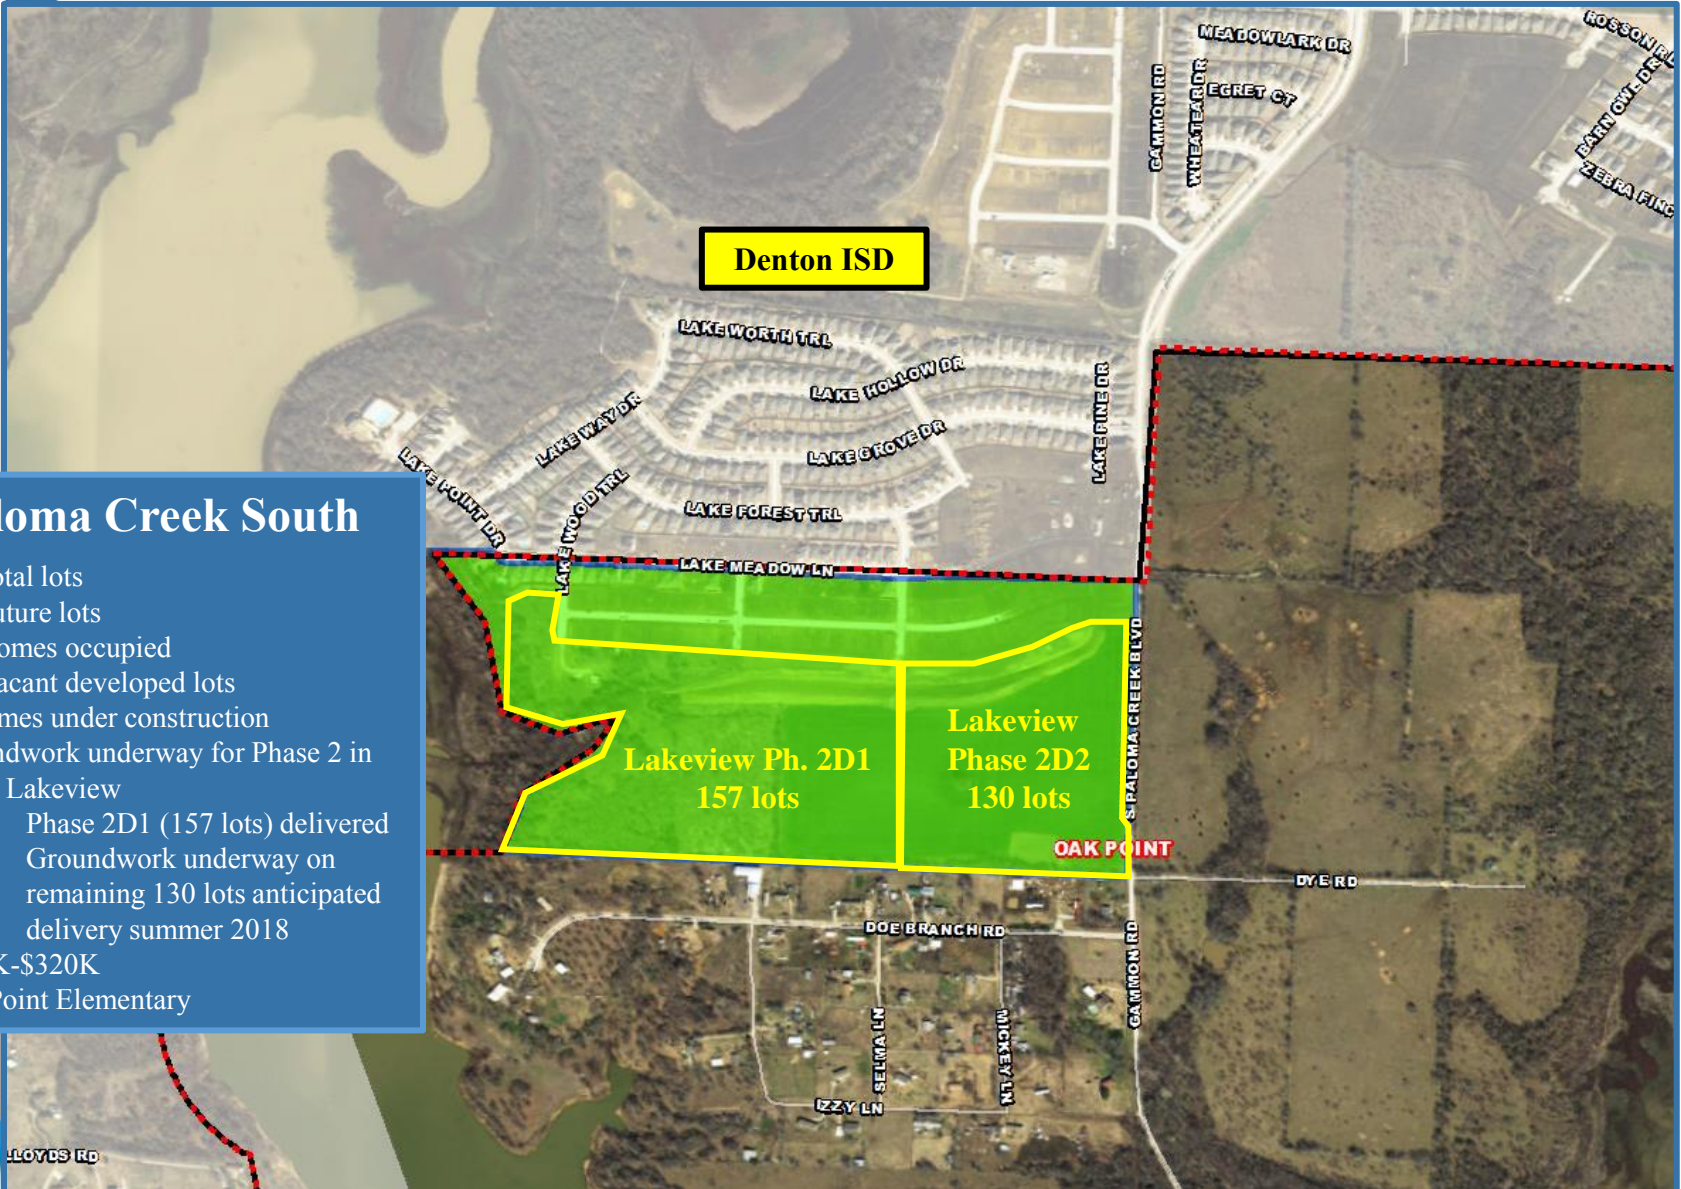 MEADOWLARK DR
ROSSON RD
EGRET CT
GAMMON RD
WHEATEAR DR
BARN OWL DR
ZEBRA FINC
Denton ISD
LAKE WORTH TRL
LAKE HOLLOW DR
LAKE PINE DR
LAKE WAY DR
LAKE GROVE DR
LAKE POINT DR
LAKE WOOD TRL
LAKE FOREST TRL
LAKE MEADOW LN
loma Creek South
otal lots
uture lots
omes occupied
acant developed lots
mes under construction
ndwork underway for Phase 2 in
Lakeview
Phase 2D1 (157 lots) delivered
Groundwork underway on
remaining 130 lots anticipated
delivery summer 2018
K-$320K
Point Elementary
Lakeview Ph. 2D1
157 lots
Lakeview
Phase 2D2
130 lots
S PALOMA CREEK BLVD
OAK POINT
DYE RD
DOE BRANCH RD
GAMMON RD
SELMA LN
MICKEY LN
IZZY LN
LLOYDS RD